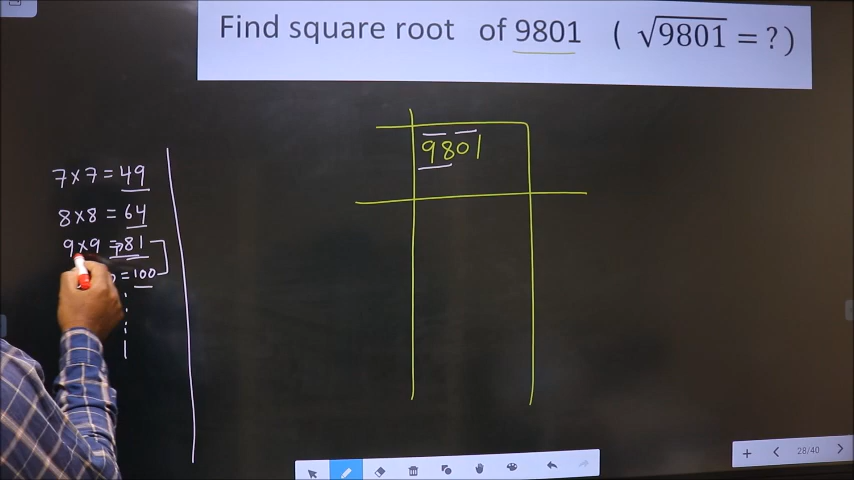 Find square root of 9801 ( √9801 = ? )
9801
7×7 = 49
8×8 = 64
9×9 = 81
= 100
28/40